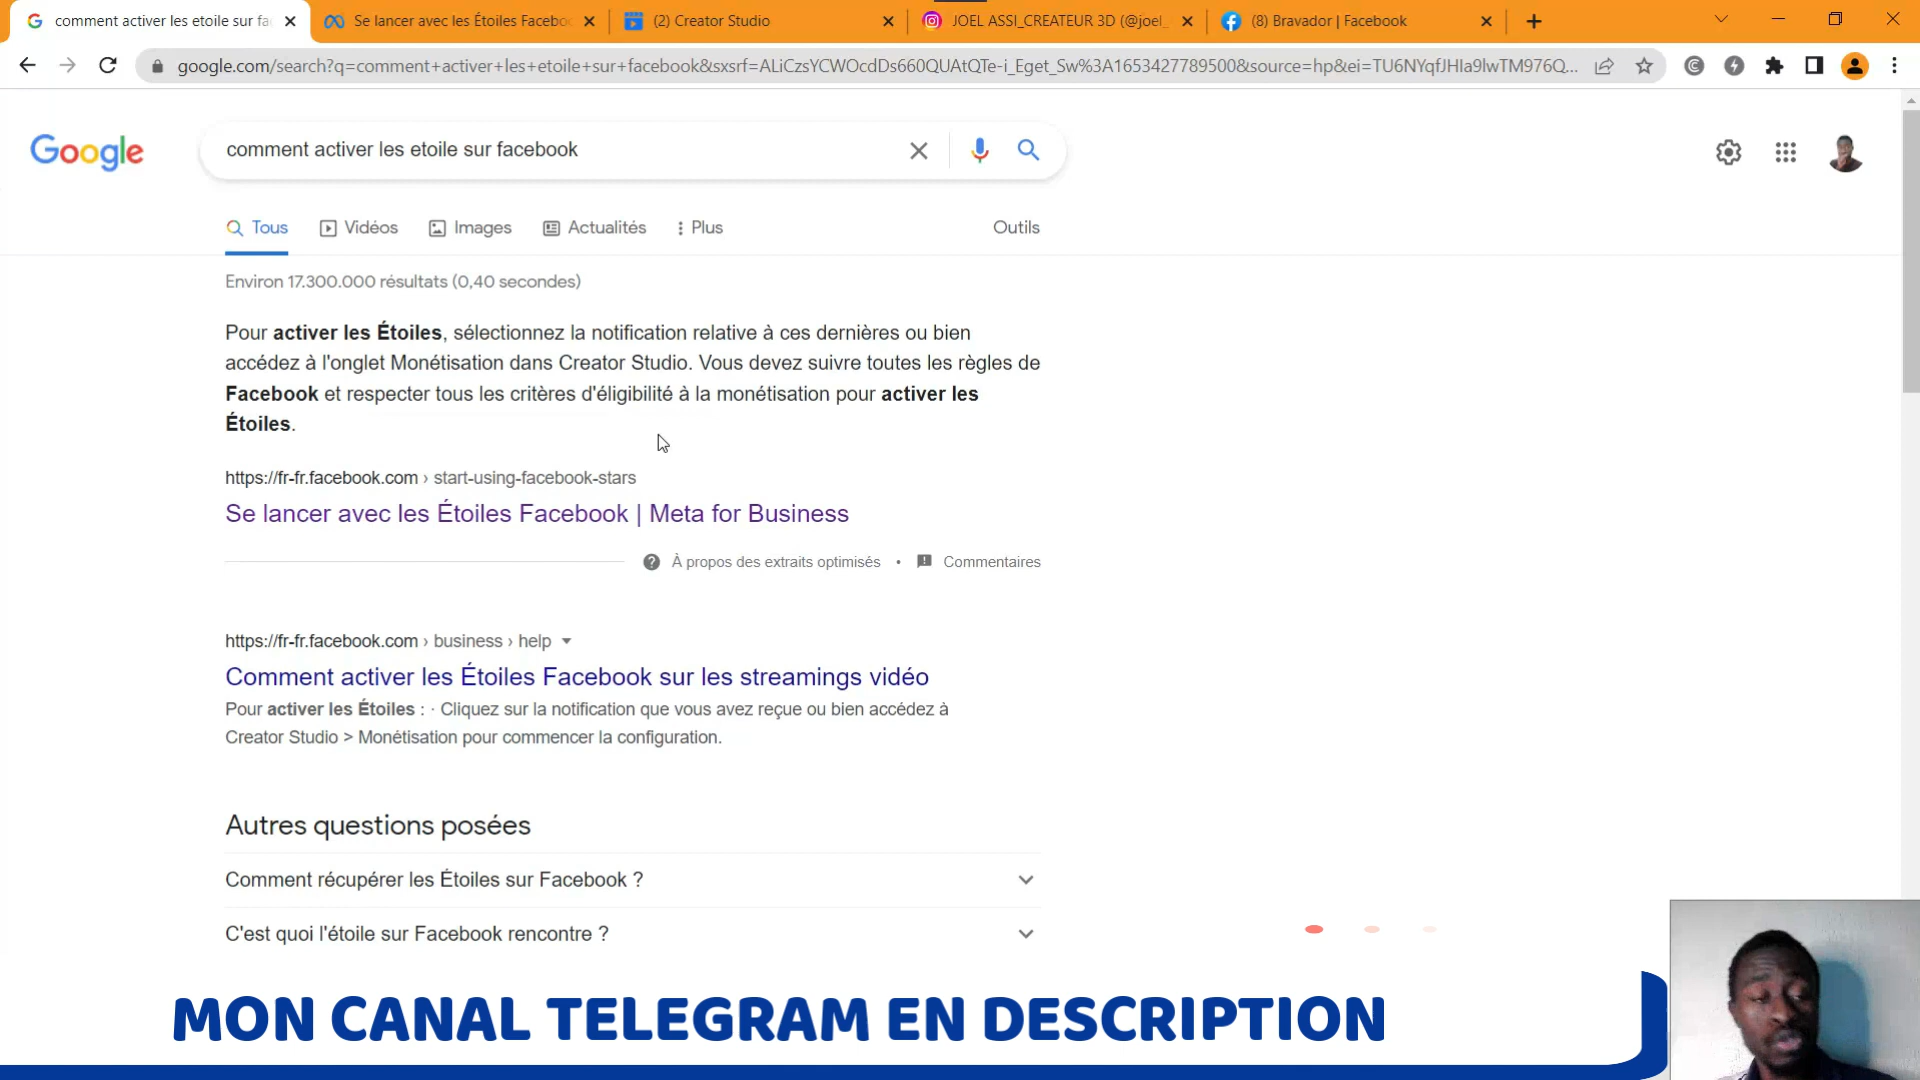 comment activer les etoile sur fa
Se lancer avec les Étoiles Facebo
(2) Creator Studio
JOEL ASSI_CREATEUR 3D (@joel_
(8) Bravador | Facebook
google.com/search?q=comment+activer+les+etoile+sur+facebook&sxsrf=ALiCzsYCWOcdDs660QUAtQTe-i_Eget_Sw%3A1653427789500&source=hp&ei=TU6NYqfJHIa9lwTM976Q...
Google
comment activer les etoile sur facebook
Tous
Vidéos
Images
Actualités
Plus
Outils
Environ 17.300.000 résultats (0,40 secondes)
Pour activer les Étoiles, sélectionnez la notification relative à ces dernières ou bien
accédez à l'onglet Monétisation dans Creator Studio. Vous devez suivre toutes les règles de
Facebook et respecter tous les critères d'éligibilité à la monétisation pour activer les
Étoiles.
https://fr-fr.facebook.com › start-using-facebook-stars
Se lancer avec les Étoiles Facebook | Meta for Business
À propos des extraits optimisés • Commentaires
https://fr-fr.facebook.com › business › help
Comment activer les Étoiles Facebook sur les streamings vidéo
Pour activer les Étoiles : · Cliquez sur la notification que vous avez reçue ou bien accédez à
Creator Studio > Monétisation pour commencer la configuration.
Autres questions posées
Comment récupérer les Étoiles sur Facebook ?
C'est quoi l'étoile sur Facebook rencontre ?
MON CANAL TELEGRAM EN DESCRIPTION